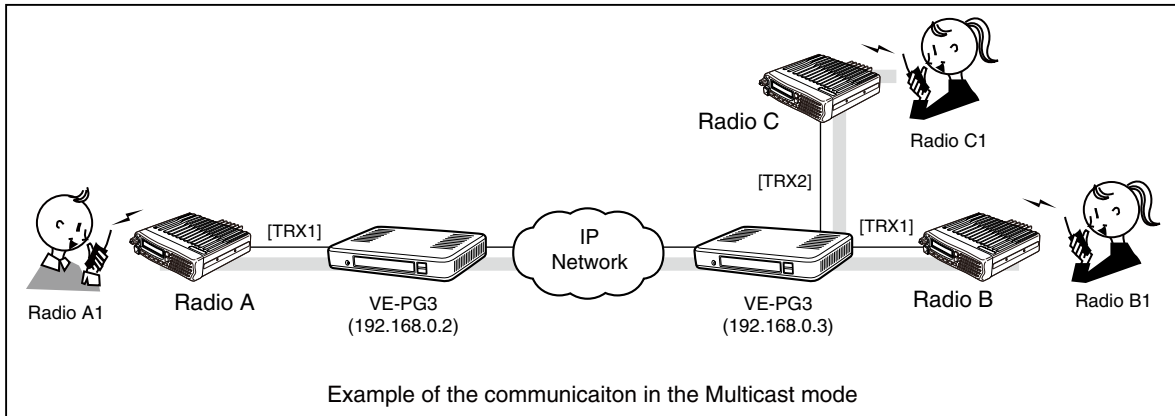 Radio C
Radio C1
[TRX2]
[TRX1]
IP
Network
[TRX1]
Radio A1
Radio A
VE-PG3
(192.168.0.2)
VE-PG3
(192.168.0.3)
Radio B
Radio B1
Example of the communicaiton in the Multicast mode